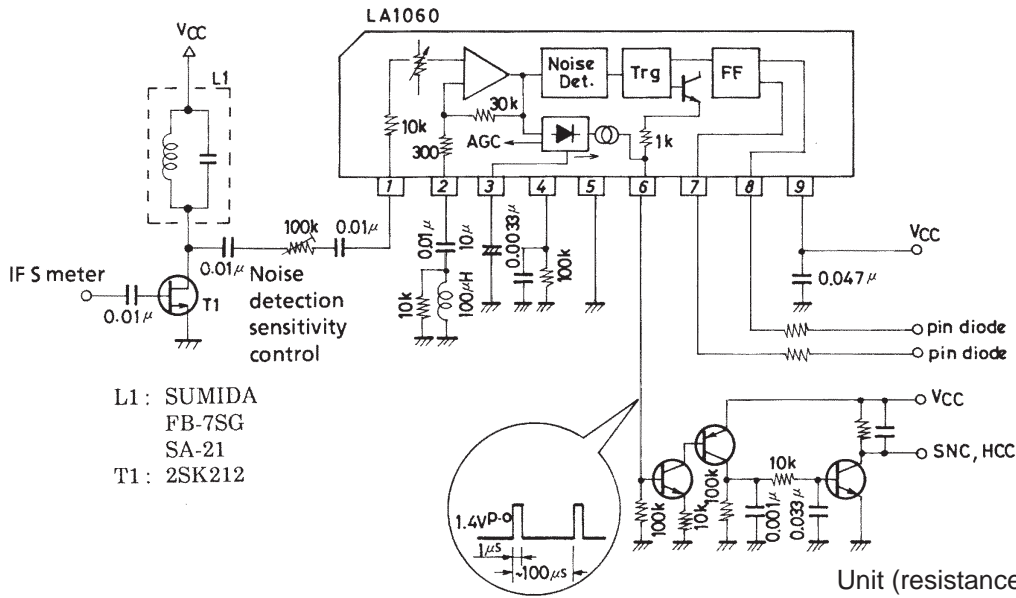 LA1060
VCC
L1
Noise
Det.
Trg
FF
30k
10k
300
AGC
1k
1
2
3
4
5
6
7
8
9
100k
0.01μ
0.01μ
Noise
detection
sensitivity
control
IF S meter
0.01μ
T1
0.01μ
10μ
10k
100μH
0.0033μ
100k
VCC
0.047μ
pin diode
pin diode
L1: SUMIDA
FB-7SG
SA-21
T1: 2SK212
VCC
SNC, HCC
10k
100k
10k
100k
0.001μ
0.033μ
1.4VP-O
1μs
~100μs
Unit (resistance